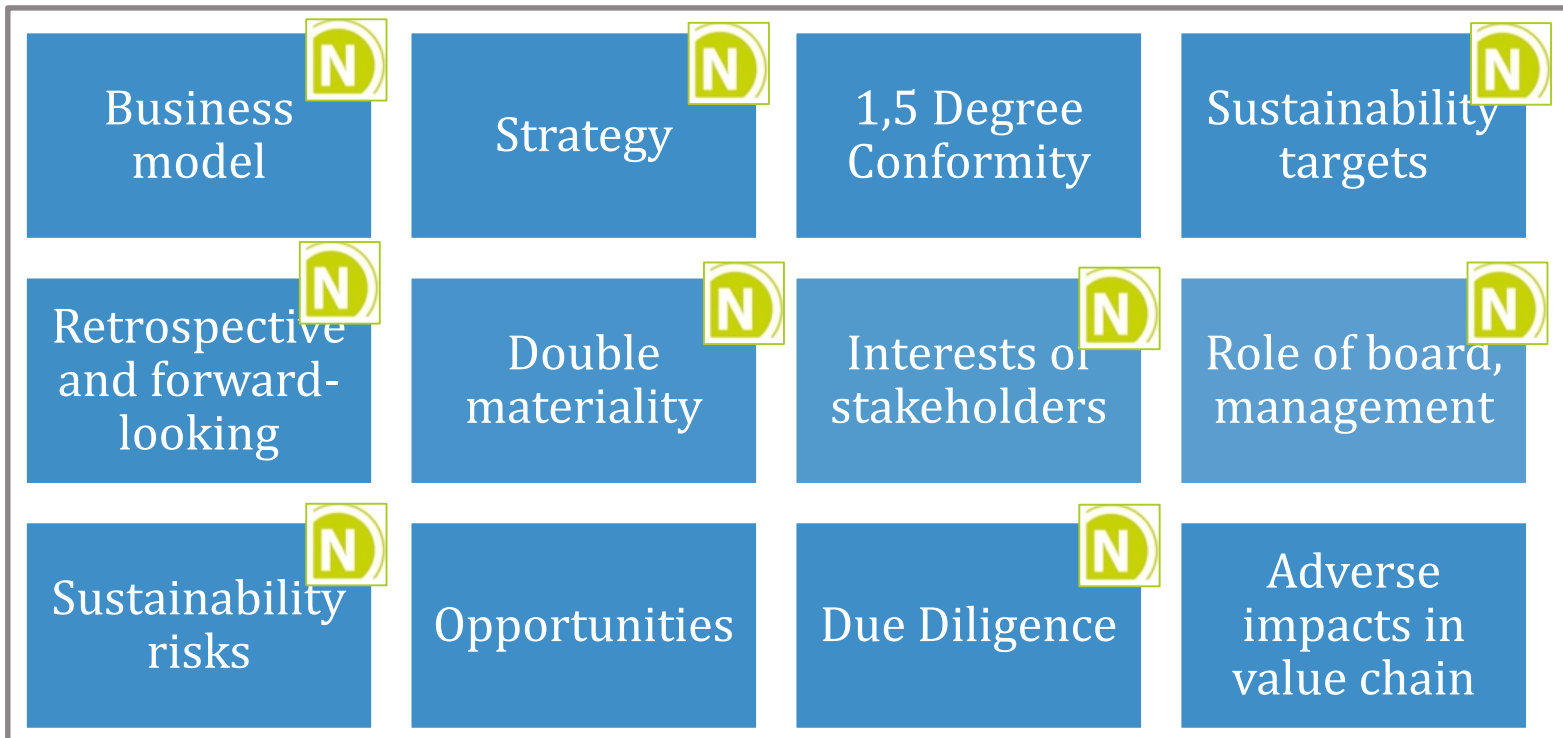 N
Business
model
N
Strategy
1,5 Degree
Conformity
N
Sustainability
targets
N
Retrospective
and forward-
looking
N
Double
materiality
N
Interests of
stakeholders
N
Role of board,
management
N
Sustainability
risks
Opportunities
N
Due Diligence
Adverse
impacts in
value chain